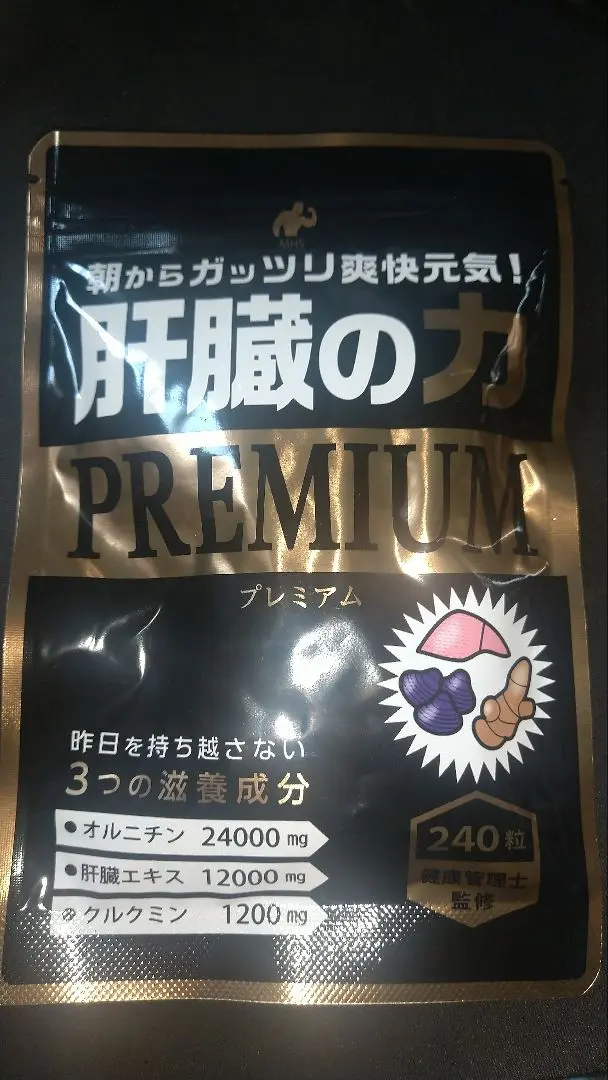 MHS
朝からガッツリ爽快元気！
肝臓の力
PREMIUM
プレミアム
昨日を持ち越さない
3つの滋養成分
●オルニチン 24000mg
●肝臓エキス 12000mg
クルクミン 1200mg
240粒
健康管理士
監修